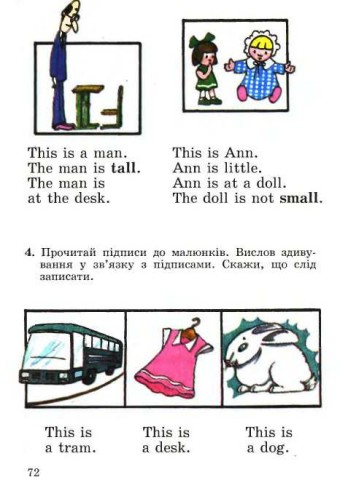 This is a man.
The man is tall.
The man is
at the desk.
This is Ann.
Ann is little.
Ann is at a doll.
The doll is not small.
4. Прочитай підписи до малюнків. Вислов здиву-
вання у зв'язку з підписами. Скажи, що слід
записати.
This is
a tram.
This is
a desk.
This is
a dog.
72